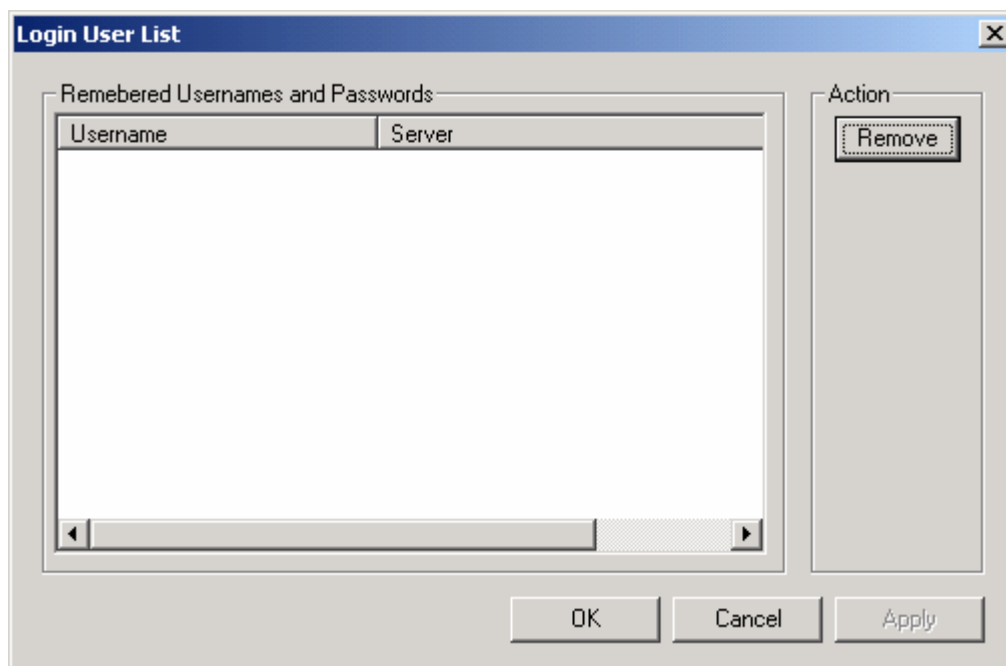 Login User List
Remebered Usernames and Passwords
Action
Username Server
Remove
OK Cancel Apply